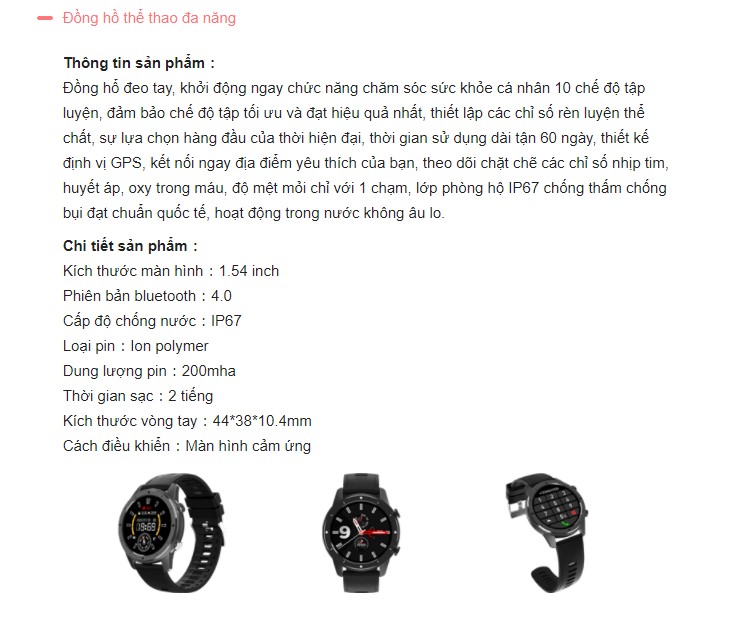 Đồng hồ thể thao đa năng
Thông tin sản phẩm :
Đồng hổ đeo tay, khởi động ngay chức năng chăm sóc sức khỏe cá nhân 10 chế độ tập
luyện, đảm bảo chế độ tập tối ưu và đạt hiệu quả nhất, thiết lập các chỉ số rèn luyện thể
chất, sự lựa chọn hàng đầu của thời hiện đại, thời gian sử dụng dài tận 60 ngày, thiết kế
định vị GPS, kết nối ngay địa điểm yêu thích của bạn, theo dõi chặt chẽ các chỉ số nhịp tim,
huyết áp, oxy trong máu, độ mệt mỏi chỉ với 1 chạm, lớp phòng hộ IP67 chống thấm chống
bụi đạt chuẩn quốc tế, hoạt động trong nước không âu lo.
Chi tiết sản phẩm :
Kích thước màn hình : 1.54 inch
Phiên bản bluetooth : 4.0
Cấp độ chống nước : IP67
Loại pin : Ion polymer
Dung lượng pin : 200mha
Thời gian sạc : 2 tiếng
Kích thước vòng tay : 44*38*10.4mm
Cách điều khiển : Màn hình cảm ứng
9